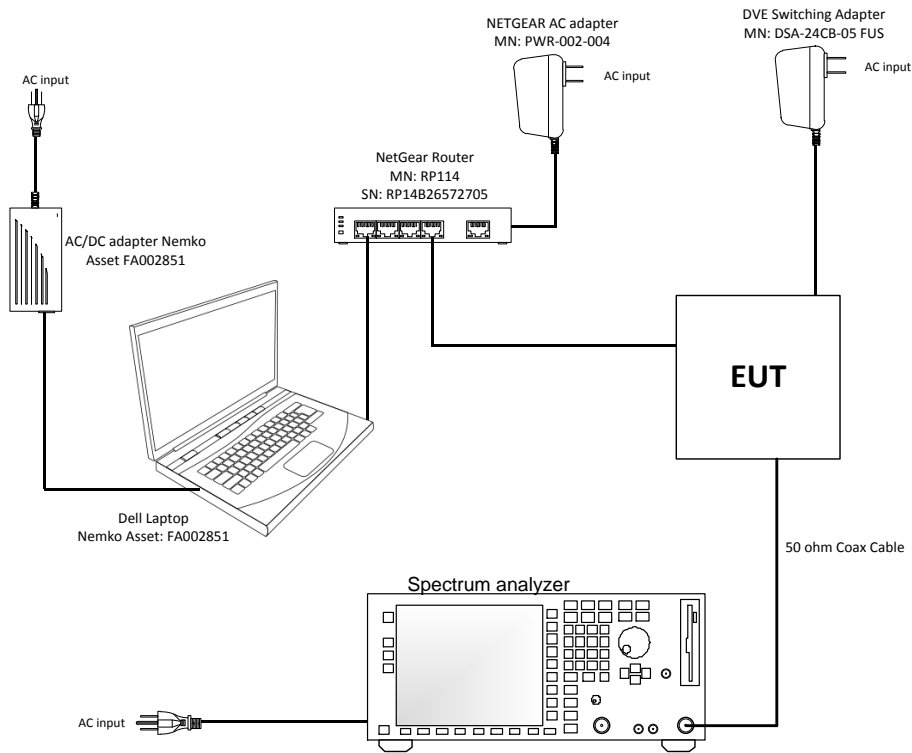 NETGEAR AC adapter
MN: PWR-002-004
AC input
DVE Switching Adapter
MN: DSA-24CB-05 FUS
AC input
AC input
NetGear Router
MN: RP114
SN: RP14B26572705
AC/DC adapter Nemko
Asset FA002851
EUT
Dell Laptop
Nemko Asset: FA002851
50 ohm Coax Cable
Spectrum analyzer
AC input